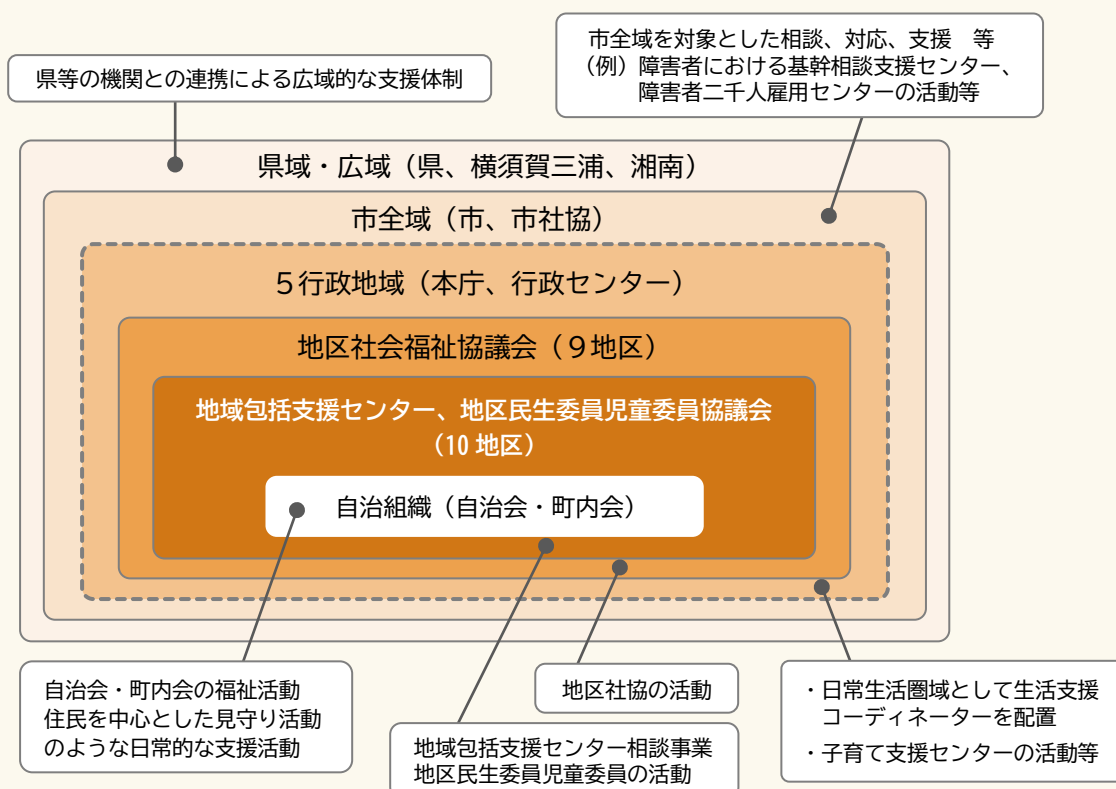 市全域を対象とした相談、対応、支援　等
（例）障害者における基幹相談支援センター、
障害者二千人雇用センターの活動等
県等の機関との連携による広域的な支援体制
県域・広域（県、横須賀三浦、湘南）
市全域（市、市社協）
５行政地域（本庁、行政センター）
地区社会福祉協議会（９地区）
地域包括支援センター、地区民生委員児童委員協議会
（10 地区）
自治組織（自治会・町内会）
自治会・町内会の福祉活動
住民を中心とした見守り活動
のような日常的な支援活動
地域包括支援センター相談事業
地区民生委員児童委員の活動
地区社協の活動
・日常生活圏域として生活支援
コーディネーターを配置
・子育て支援センターの活動等